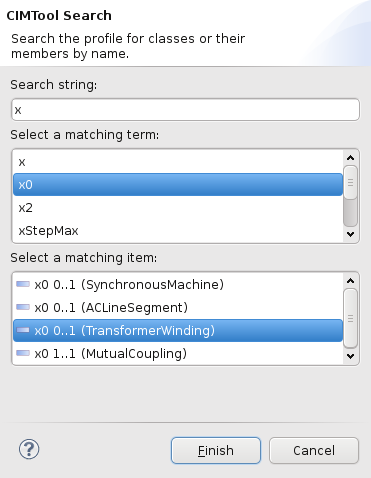 CIMTool Search
Search the profile for classes or their
members by name.
Search string:
x
Select a matching term:
x
x0
x2
xStepMax
Select a matching item:
x0 0..1 (SynchronousMachine)
x0 0..1 (ACLineSegment)
x0 0..1 (TransformerWinding)
x0 1..1 (MutualCoupling)
?
Finish
Cancel